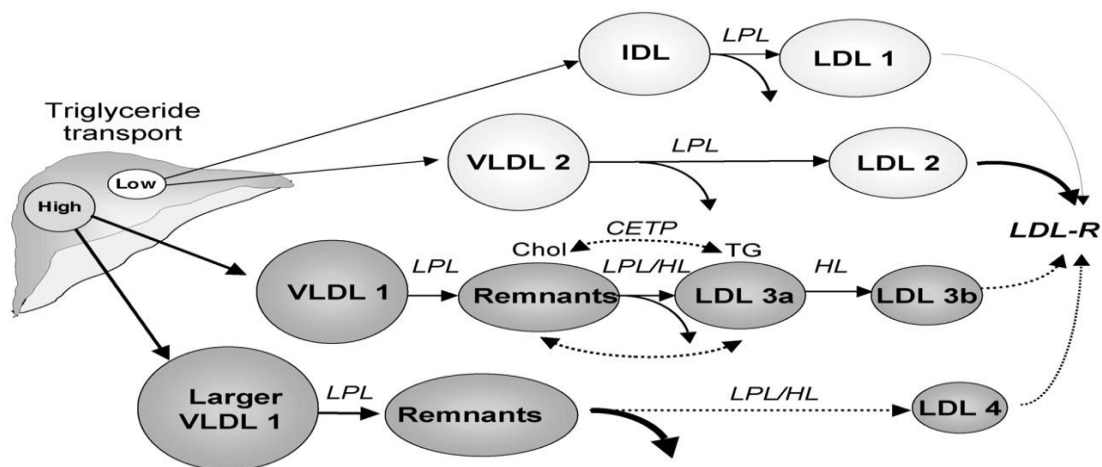 IDL
LPL
LDL 1
Triglyceride
transport
Low
High
VLDL 2
LPL
LDL 2
LDL-R
VLDL 1
LPL
Chol
CETP
TG
Remnants
LPL/HL
LDL 3a
HL
LDL 3b
Larger
VLDL 1
LPL
Remnants
LPL/HL
LDL 4